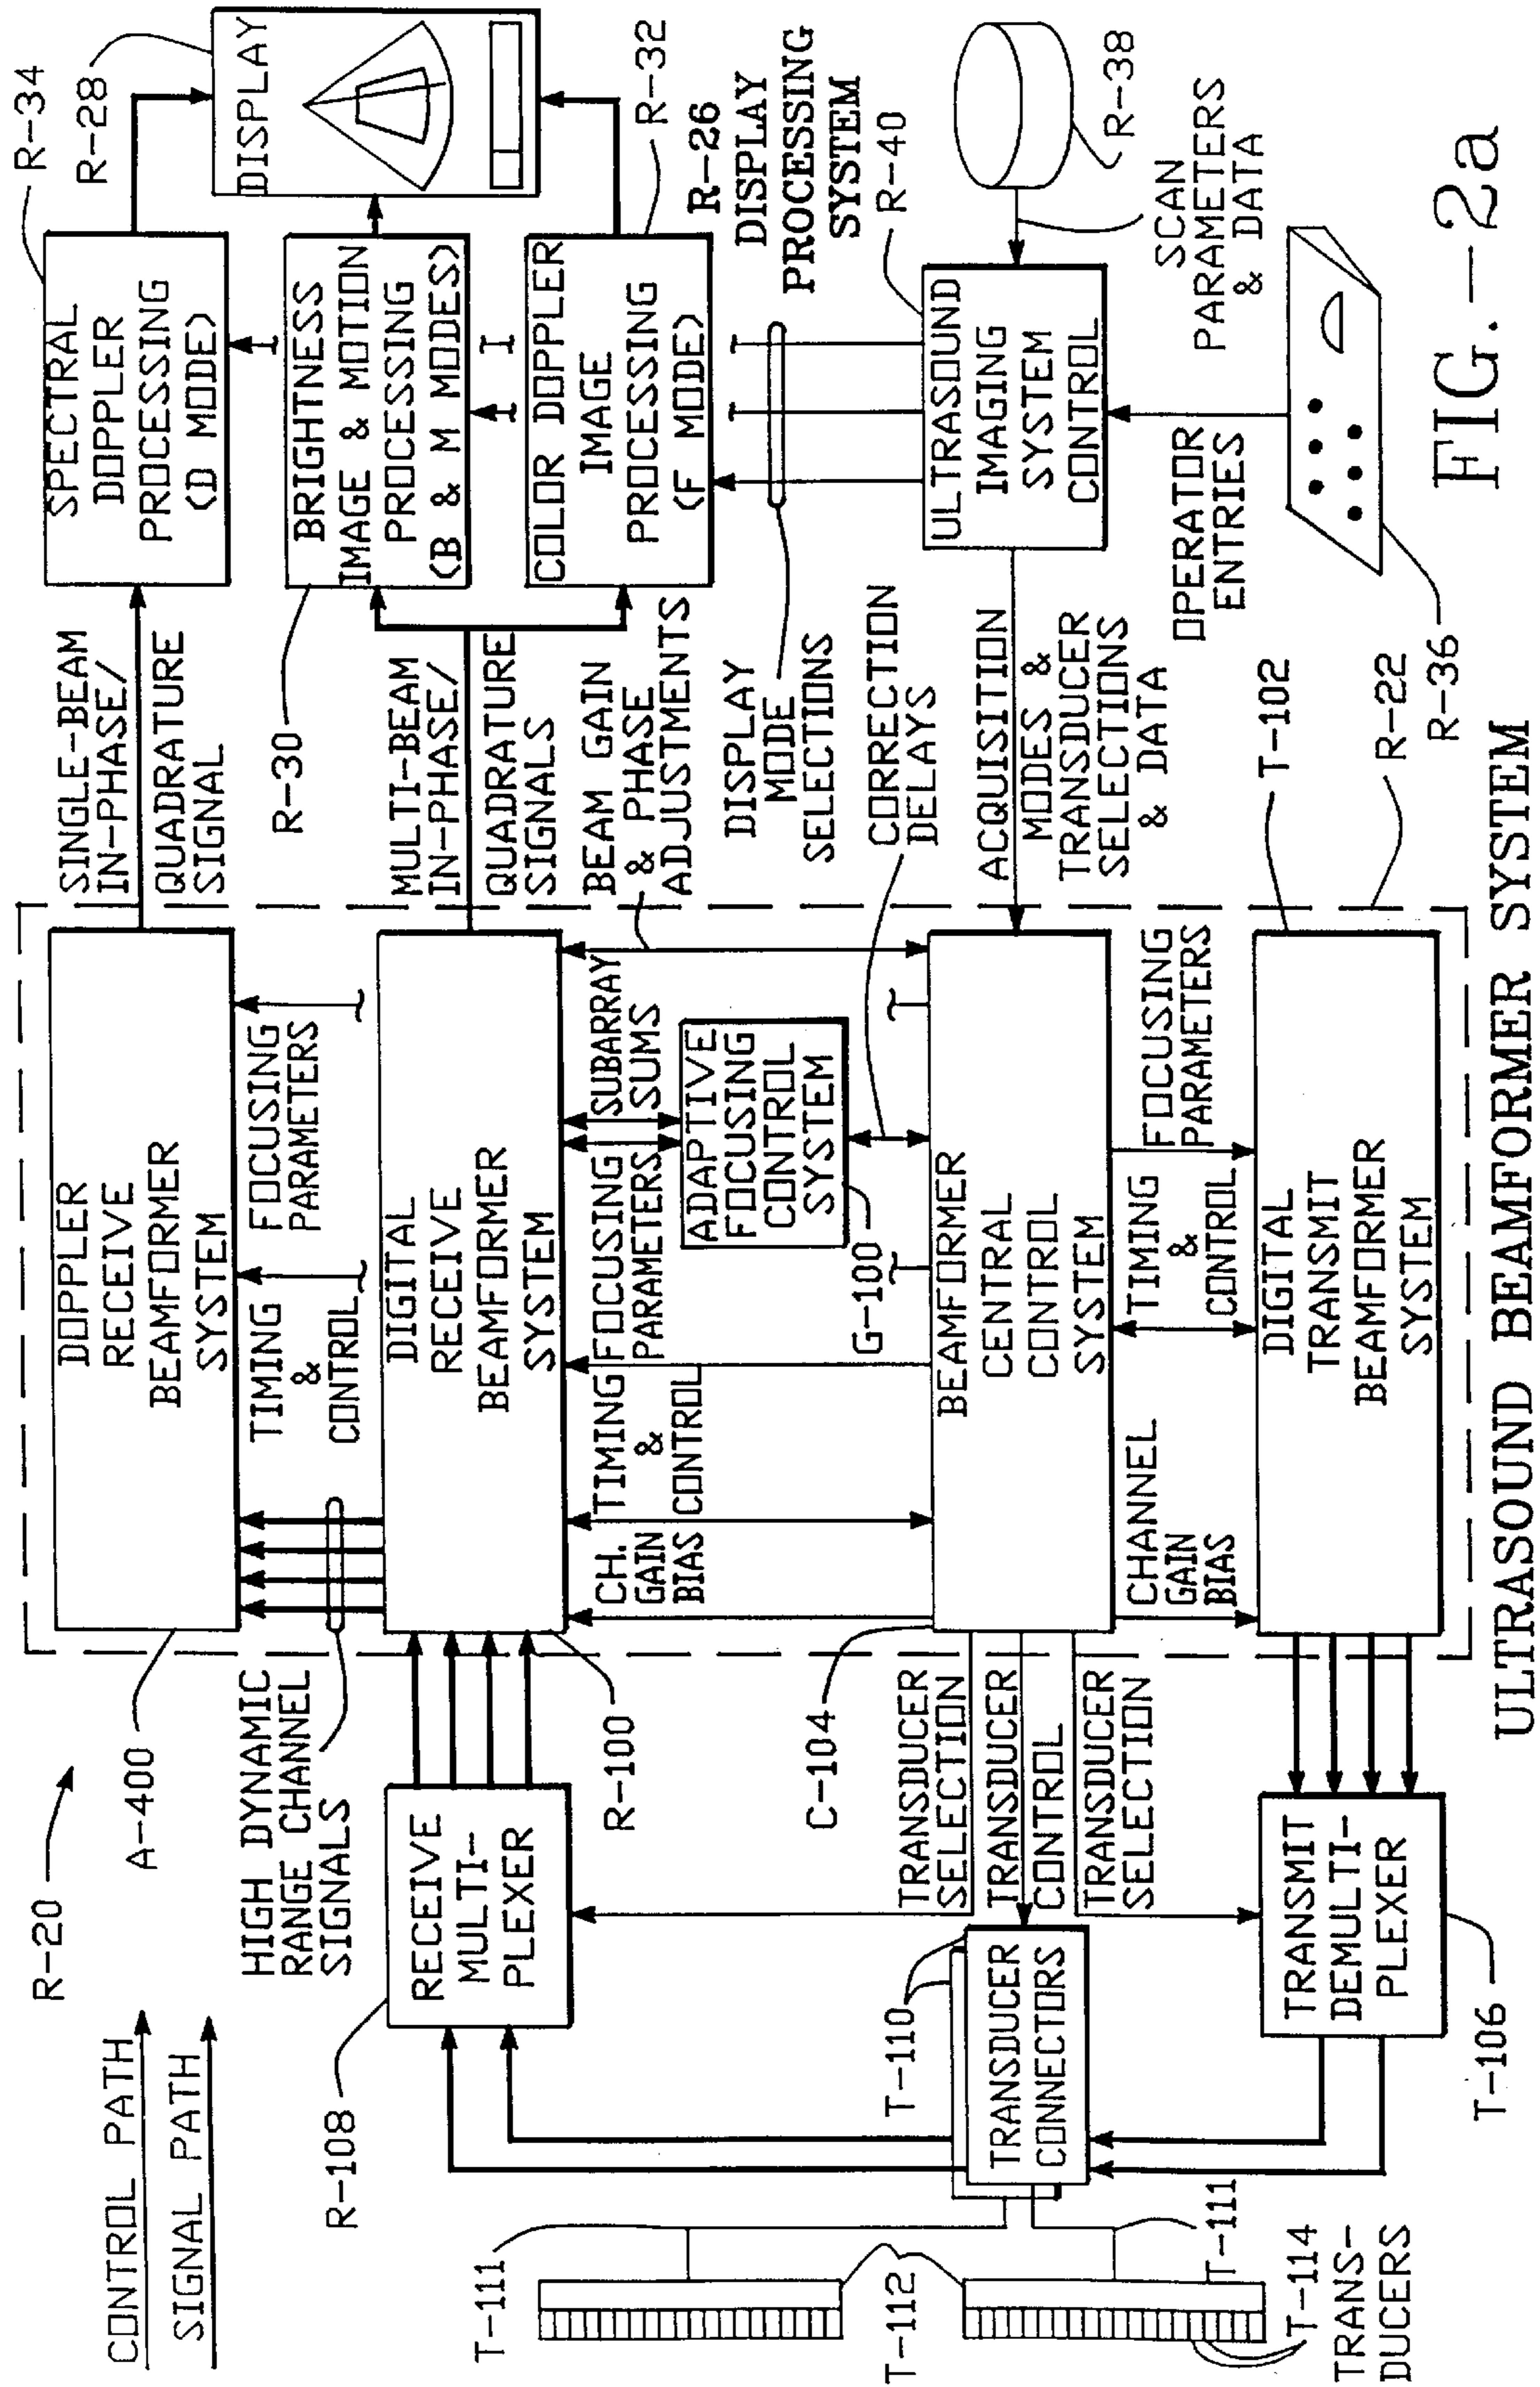 CONTROL PATH
SIGNAL PATH
R-20
A-400
HIGH DYNAMIC
RANGE CHANNEL
SIGNALS
DOPPLER
RECEIVE
BEAMFORMER
SYSTEM
TIMING
&
CONTROL
FOCUSING
PARAMETERS
SINGLE-BEAM
IN-PHASE/
QUADRATURE
SIGNAL
SPECTRAL
DOPPLER
PROCESSING
(D MODE)
R-34
R-28
DISPLAY
R-108
RECEIVE
MULTI-
PLEXER
R-100
DIGITAL
RECEIVE
BEAMFORMER
SYSTEM
MULTI-BEAM
IN-PHASE/
QUADRATURE
SIGNALS
R-30
BRIGHTNESS
IMAGE & MOTION
PROCESSING
(B & M MODES)
COLOR DOPPLER
IMAGE
PROCESSING
(F MODE)
R-32
R-26
DISPLAY
PROCESSING
SYSTEM
CH.
GAIN
BIAS
TIMING
&
CONTROL
FOCUSING
PARAMETERS
SUBARRAY
SUMS
BEAM GAIN
& PHASE
ADJUSTMENTS
ADAPTIVE
FOCUSING
CONTROL
SYSTEM
G-100
DISPLAY
MODE
SELECTIONS
CORRECTION
DELAYS
C-104
BEAMFORMER
CENTRAL
CONTROL
SYSTEM
ACQUISITION
MODES &
TRANSDUCER
SELECTIONS
& DATA
ULTRASOUND
IMAGING
SYSTEM
CONTROL
R-40
R-38
SCAN
PARAMETERS
& DATA
OPERATOR
ENTRIES
R-36
TRANSDUCER
SELECTION
TRANSDUCER
CONTROL
TRANSDUCER
SELECTION
T-110
TRANSDUCER
CONNECTORS
T-111
T-112
T-111
T-114
TRANS-
DUCERS
CHANNEL
GAIN
BIAS
TIMING
&
CONTROL
FOCUSING
PARAMETERS
T-102
R-22
TRANSMIT
DEMULTI-
PLEXER
T-106
DIGITAL
TRANSMIT
BEAMFORMER
SYSTEM
ULTRASOUND BEAMFORMER SYSTEM
FIG.-2a